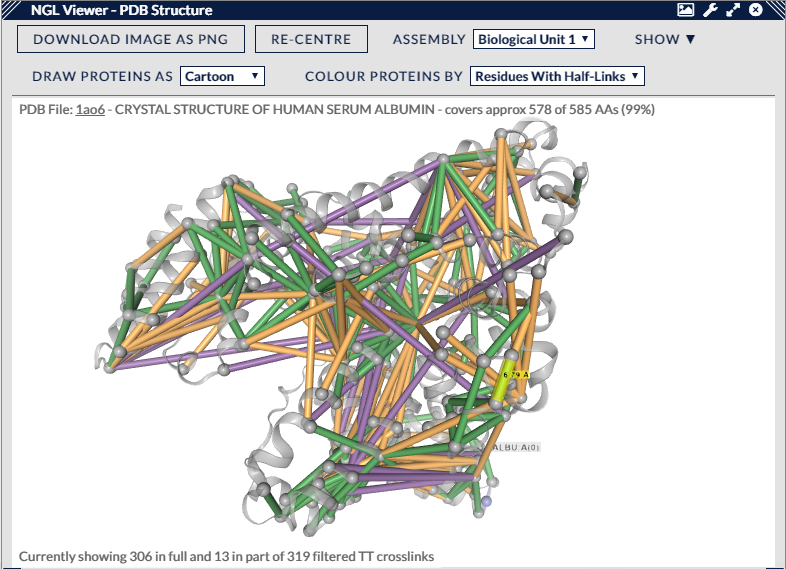 NGL Viewer - PDB Structure
DOWNLOAD IMAGE AS PNG RE-CENTRE ASSEMBLY Biological Unit 1 ▼ SHOW ▼
DRAW PROTEINS AS Cartoon ▼ COLOUR PROTEINS BY Residues With Half-Links ▼
PDB File: 1ao6 - CRYSTAL STRUCTURE OF HUMAN SERUM ALBUMIN - covers approx 578 of 585 AAs (99%)
ALBU:A(0)
Currently showing 306 in full and 13 in part of 319 filtered TT crosslinks